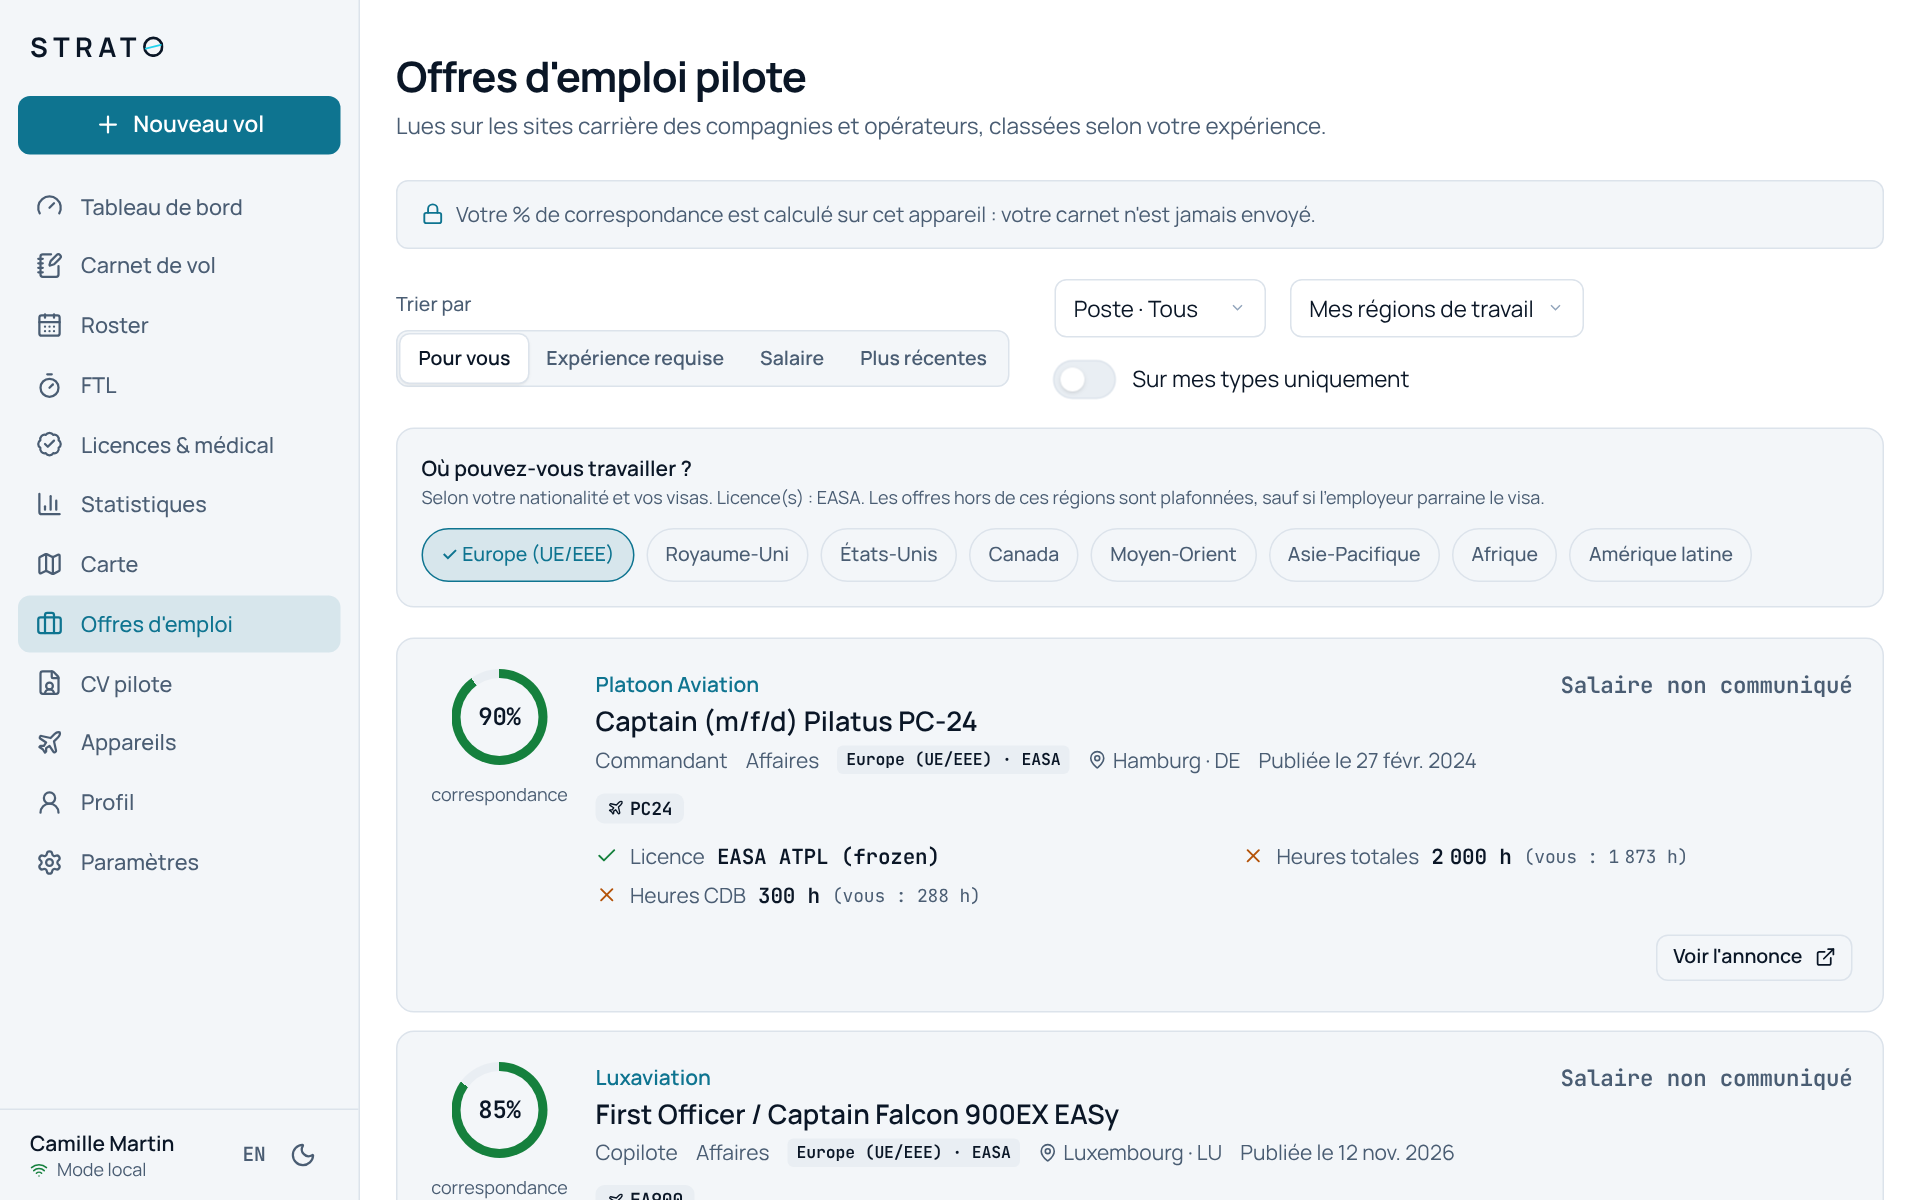 STRATO
Nouveau vol
Tableau de bord
Carnet de vol
Roster
FTL
Licences & médical
Statistiques
Carte
Offres d'emploi
CV pilote
Appareils
Profil
Paramètres
Camille Martin
Mode local
EN
Offres d'emploi pilote
Lues sur les sites carrière des compagnies et opérateurs, classées selon votre expérience.
Votre % de correspondance est calculé sur cet appareil : votre carnet n'est jamais envoyé.
Trier par
Pour vous Expérience requise Salaire Plus récentes
Poste · Tous
Mes régions de travail
Sur mes types uniquement
Où pouvez-vous travailler ?
Selon votre nationalité et vos visas. Licence(s) : EASA. Les offres hors de ces régions sont plafonnées, sauf si l'employeur parraine le visa.
Europe (UE/EEE) Royaume-Uni États-Unis Canada Moyen-Orient Asie-Pacifique Afrique Amérique latine
90%
correspondance
Platoon Aviation
Salaire non communiqué
Captain (m/f/d) Pilatus PC-24
Commandant Affaires Europe (UE/EEE) · EASA Hamburg · DE Publiée le 27 févr. 2024
PC24
Licence EASA ATPL (frozen)
Heures totales 2 000 h (vous : 1 873 h)
Heures CDB 300 h (vous : 288 h)
Voir l'annonce
85%
correspondance
Luxaviation
Salaire non communiqué
First Officer / Captain Falcon 900EX EASy
Copilote Affaires Europe (UE/EEE) · EASA Luxembourg · LU Publiée le 12 nov. 2026
FA900